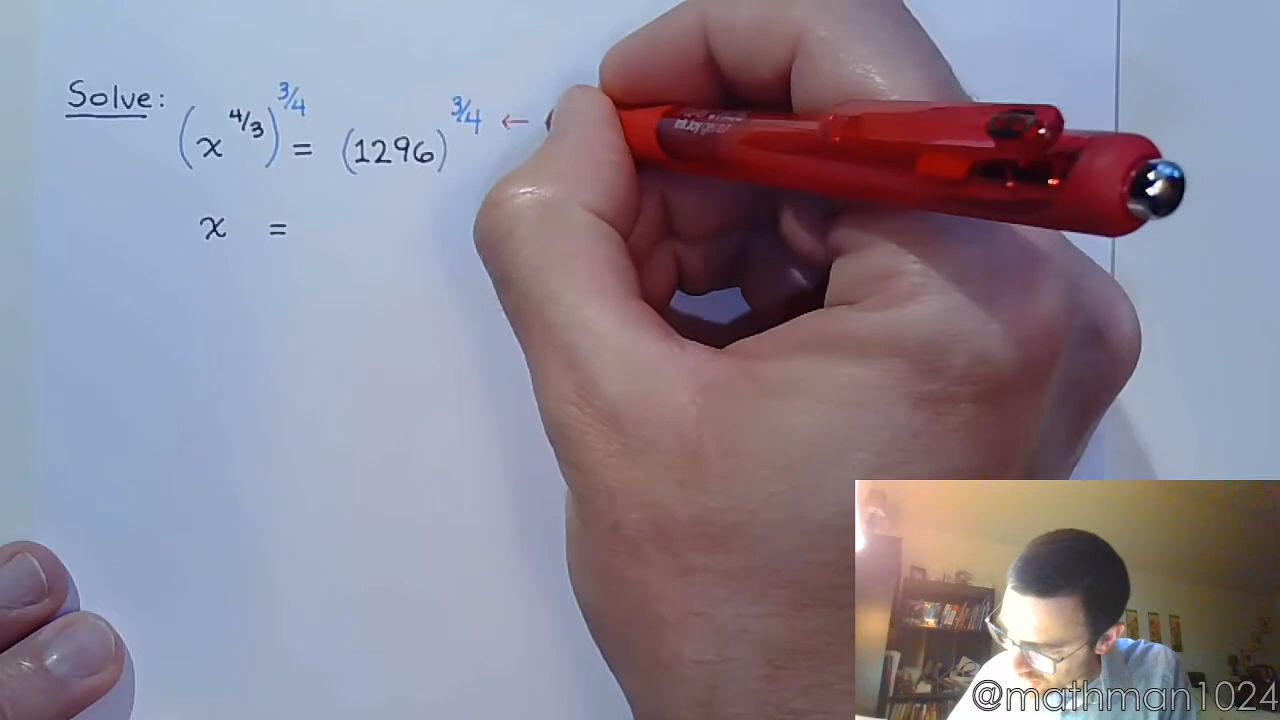 Solve: (x^{4/3})^{3/4} = (1296)^{3/4} ←
x =
@mathman1024